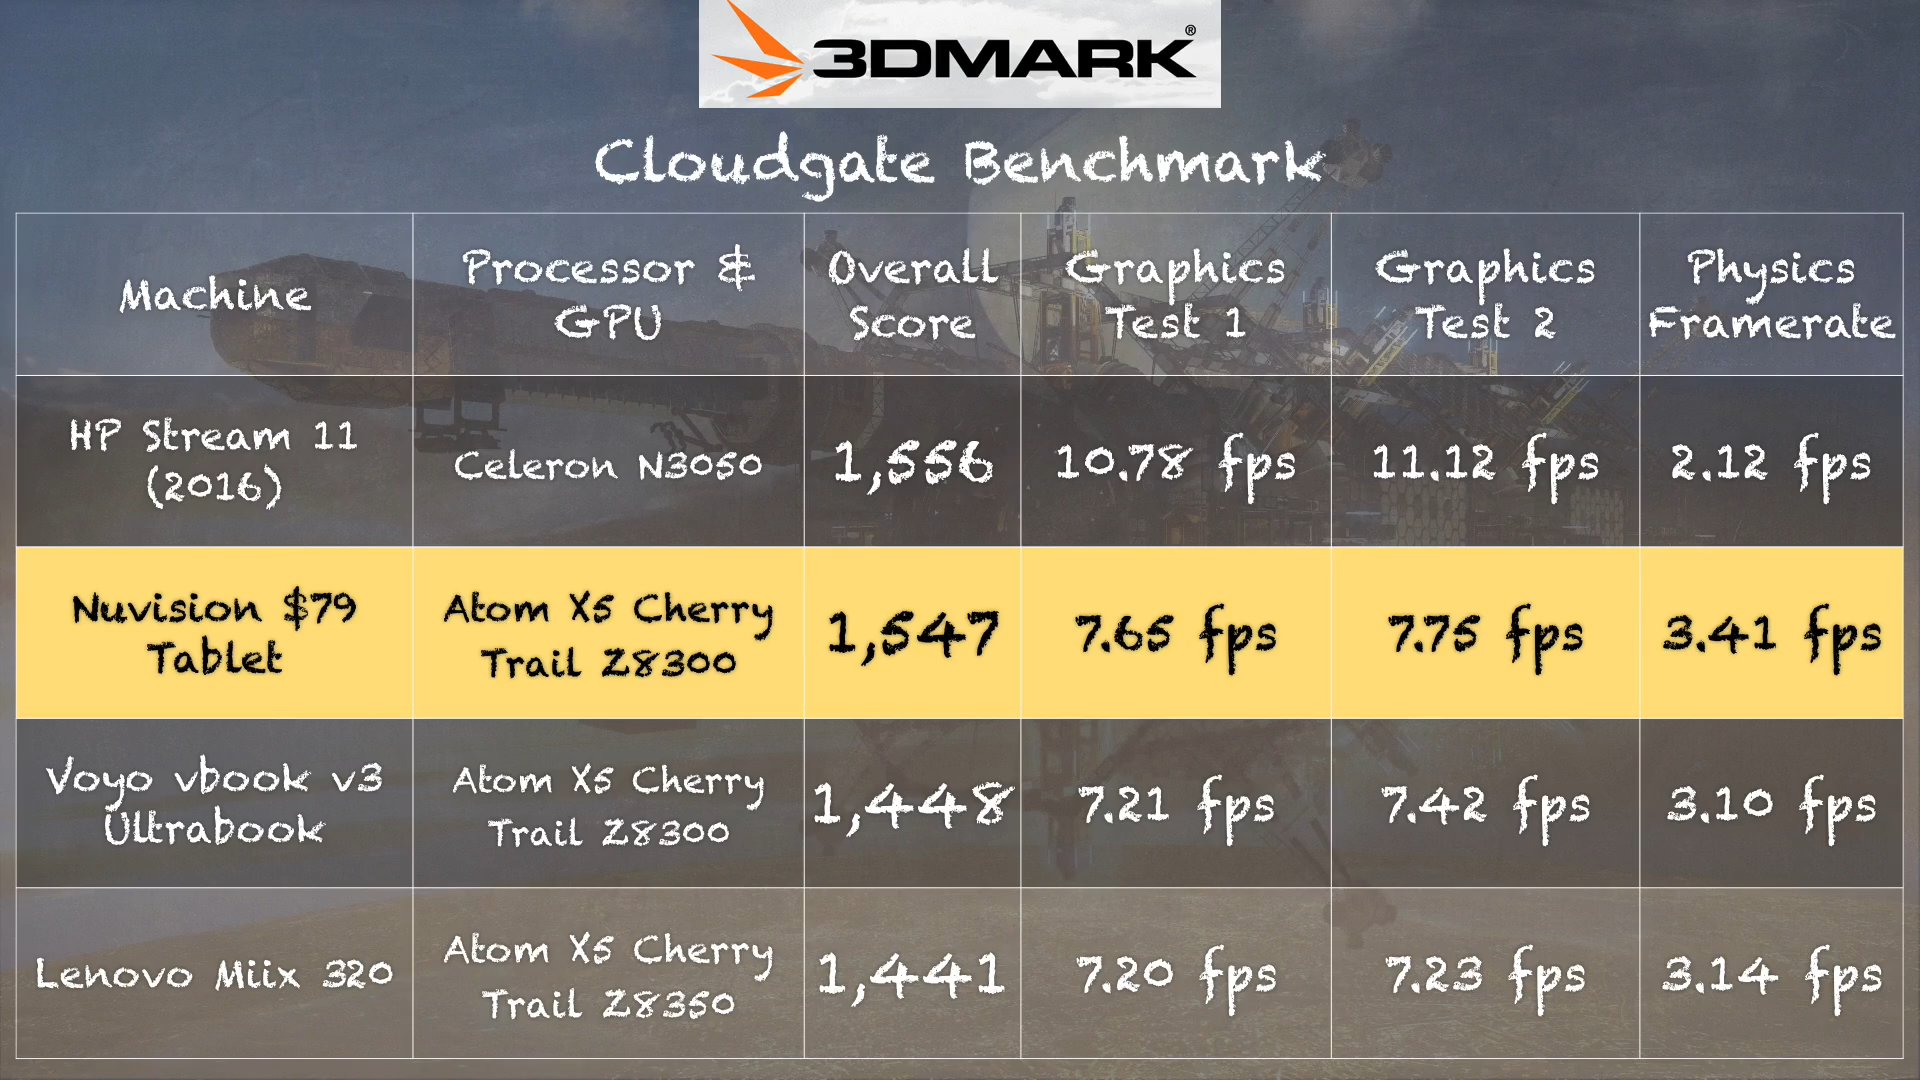 3DMARK®
Cloudgate Benchmark
Machine
Processor &
GPU
Overall
Score
Graphics
Test 1
Graphics
Test 2
Physics
Framerate
HP Stream 11
(2016)
Celeron N3050
1,556
10.78 fps
11.12 fps
2.12 fps
Nuvision $79
Tablet
Atom X5 Cherry
Trail Z8300
1,547
7.65 fps
7.75 fps
3.41 fps
Voyo vbook v3
Ultrabook
Atom X5 Cherry
Trail Z8300
1,448
7.21 fps
7.42 fps
3.10 fps
Lenovo Miix 320
Atom X5 Cherry
Trail Z8350
1,441
7.20 fps
7.23 fps
3.14 fps